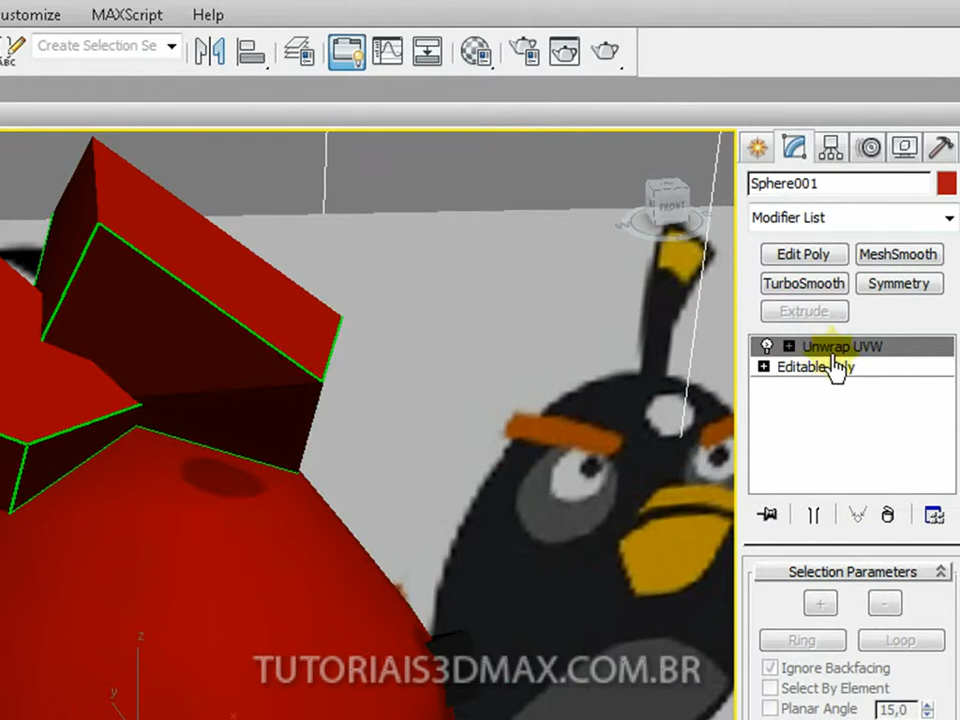 ustomize MAXScript Help
ABC Create Selection Se
FRONT
Sphere001
Modifier List
Edit Poly MeshSmooth
TurboSmooth Symmetry
Extrude
Unwrap UVW
Editable
z
y
x
Selection Parameters
+ -
Ring Loop
Ignore Backfacing
Select By Element
Planar Angle 15,0
TUTORIAIS3DMAX.COM.BR